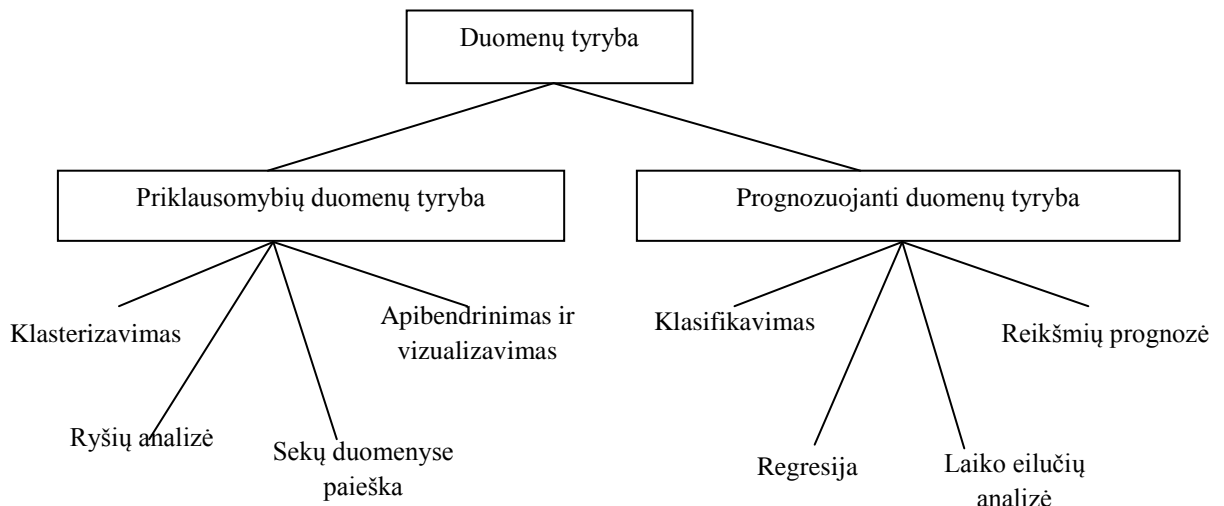 Duomenų tyryba
Priklausomybių duomenų tyryba
Prognozuojanti duomenų tyryba
Klasterizavimas
Apibendrinimas ir
vizualizavimas
Ryšių analizė
Sekų duomenyse
paieška
Klasifikavimas
Reikšmių prognozė
Regresija
Laiko eilučių
analizė